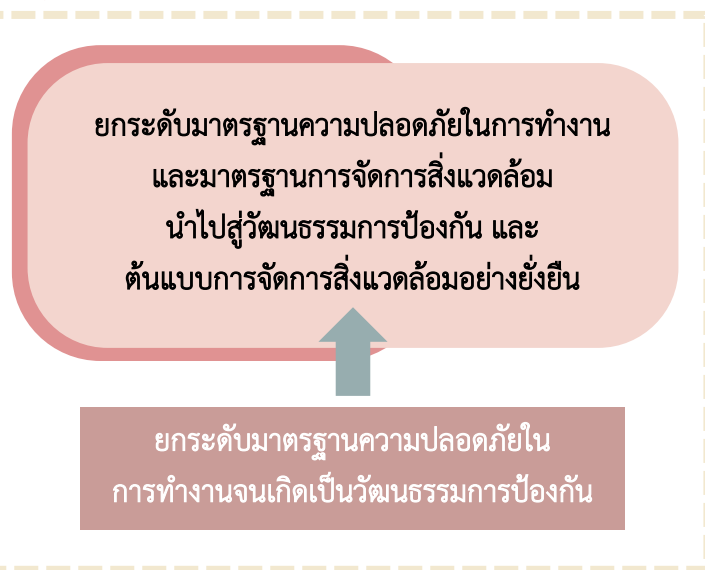 ยกระดับมาตรฐานความปลอดภัยในการทำงาน
และมาตรฐานการจัดการสิ่งแวดล้อม
นำไปสู่วัฒนธรรมการป้องกัน และ
ต้นแบบการจัดการสิ่งแวดล้อมอย่างยั่งยืน
ยกระดับมาตรฐานความปลอดภัยใน
การทำงานจนเกิดเป็นวัฒนธรรมการป้องกัน